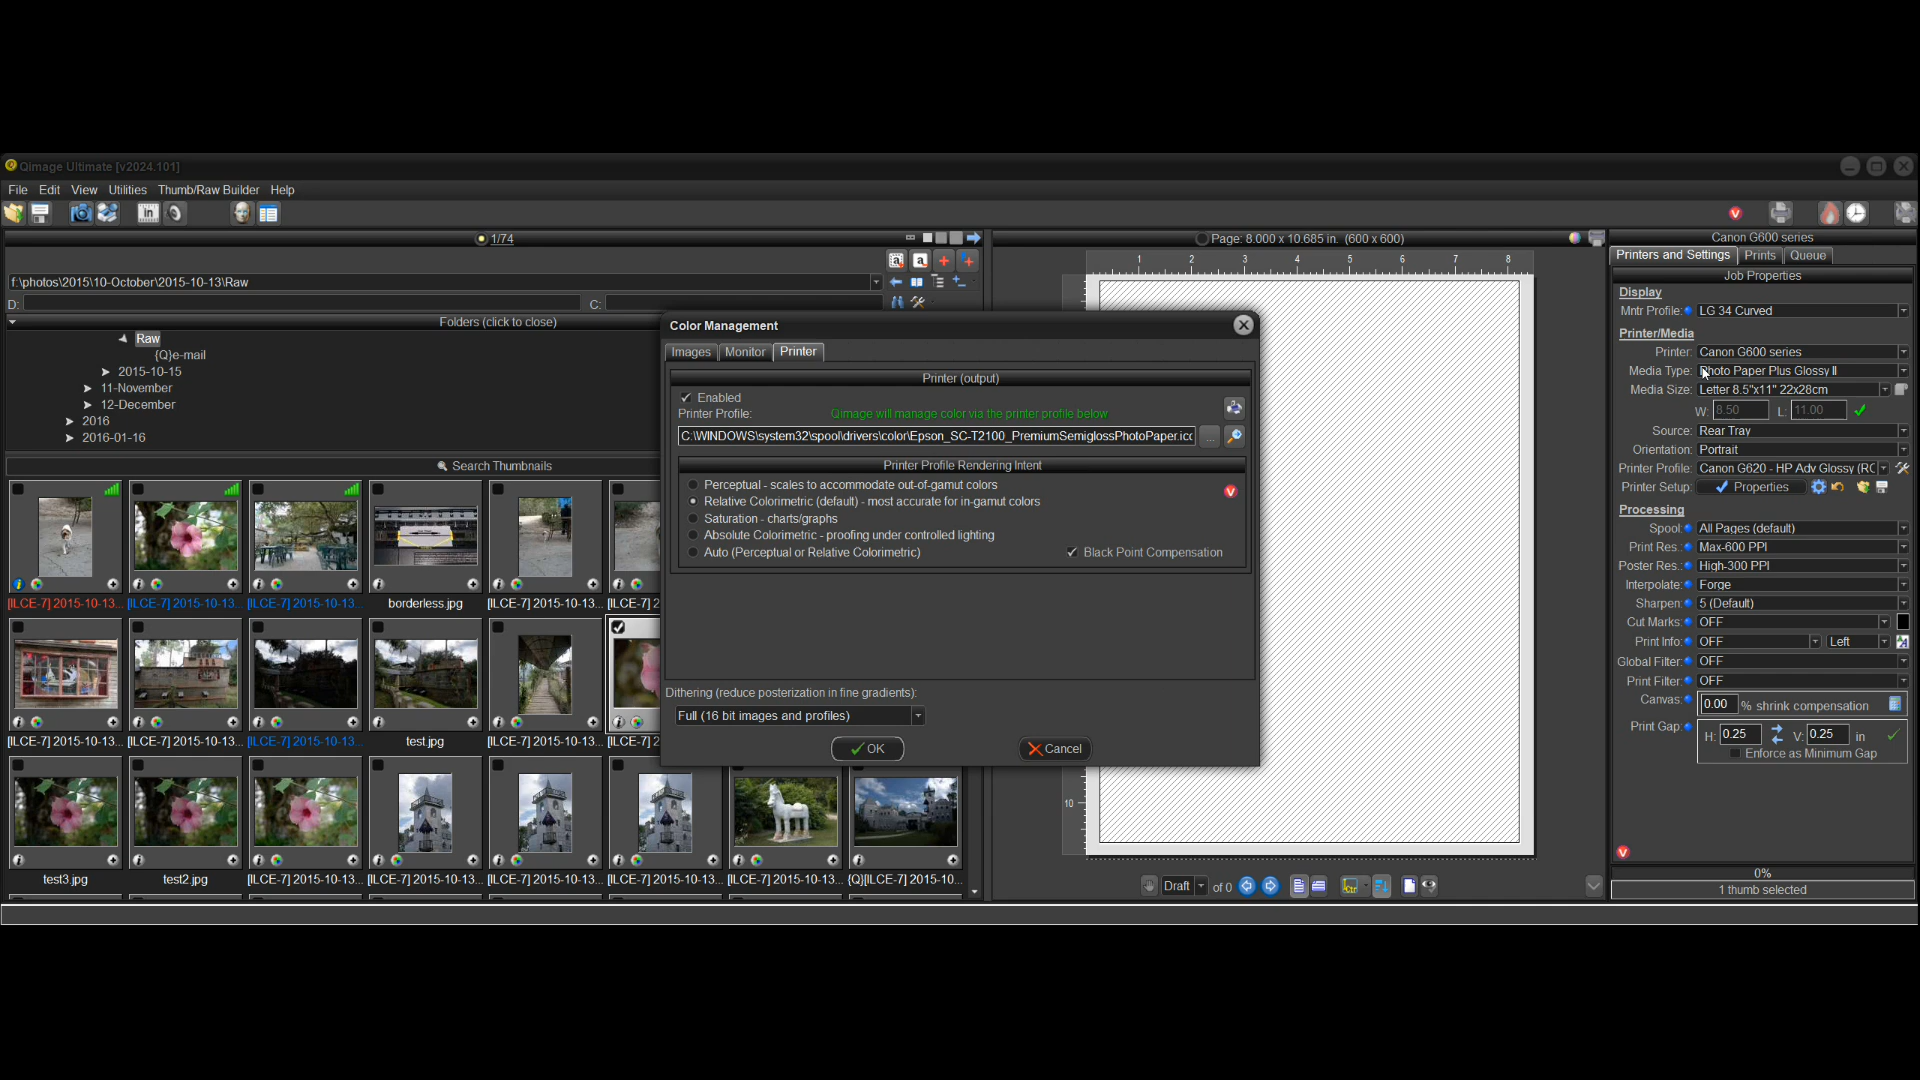 Qimage Ultimate [v2024.101]
File Edit View Utilities Thumb/Raw Builder Help
in
1/74
Page: 8.000 x 10.685 in. (600 x 600)
f:\photos\2015\10-October\2015-10-13\Raw
D: C:
Folders (click to close)
Raw
{Q}e-mail
2015-10-15
11-November
12-December
2016
2016-01-16
Search Thumbnails
[ILCE-7] 2015-10-13... [ILCE-7] 2015-10-13... [ILCE-7] 2015-10-13... borderless.jpg [ILCE-7] 2015-10-13... [ILCE-7] 2
[ILCE-7] 2015-10-13... [ILCE-7] 2015-10-13... [ILCE-7] 2015-10-13... test.jpg [ILCE-7] 2015-10-13... [ILCE-7] 2
test3.jpg test2.jpg [ILCE-7] 2015-10-13... [ILCE-7] 2015-10-13... [ILCE-7] 2015-10-13... [ILCE-7] 2015-10-13... [ILCE-7] 2015-10-13... {Q}[ILCE-7] 2015-10...
Color Management
Images Monitor Printer
Printer (output)
Enabled
Printer Profile: Qimage will manage color via the printer profile below
C:\WINDOWS\system32\spool\drivers\color\Epson_SC-T2100_PremiumSemiglossPhotoPaper.icc ...
Printer Profile Rendering Intent
Perceptual - scales to accommodate out-of-gamut colors
Relative Colorimetric (default) - most accurate for in-gamut colors
Saturation - charts/graphs
Absolute Colorimetric - proofing under controlled lighting
Auto (Perceptual or Relative Colorimetric) Black Point Compensation
Dithering (reduce posterization in fine gradients):
Full (16 bit images and profiles)
OK Cancel
1 2 3 4 5 6 7 8
10
Draft of 0
Canon G600 series
Printers and Settings Prints Queue
Job Properties
Display
Mntr Profile: LG 34 Curved
Printer/Media
Printer: Canon G600 series
Media Type: Photo Paper Plus Glossy II
Media Size: Letter 8.5"x11" 22x28cm
W: 8.50 L: 11.00
Source: Rear Tray
Orientation: Portrait
Printer Profile: Canon G620 - HP Adv Glossy (RC
Printer Setup: Properties
Processing
Spool: All Pages (default)
Print Res.: Max-600 PPI
Poster Res.: High-300 PPI
Interpolate: Forge
Sharpen: 5 (Default)
Cut Marks: OFF
Print Info: OFF Left
Global Filter: OFF
Print Filter: OFF
Canvas: 0.00 % shrink compensation
Print Gap: H: 0.25 V: 0.25 in
Enforce as Minimum Gap
0%
1 thumb selected